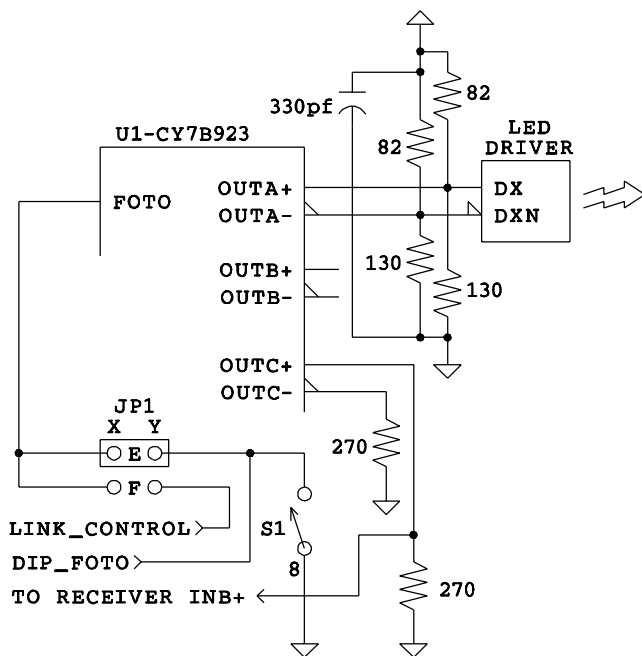 330pf
82
82
LED
DRIVER
U1-CY7B923
FOTO
OUTA+
OUTA-
DX
DXN
OUTB+
OUTB-
130
130
OUTC+
OUTC-
JP1
X Y
E
F
270
LINK_CONTROL
S1
DIP_FOTO
8
TO RECEIVER INB+
270